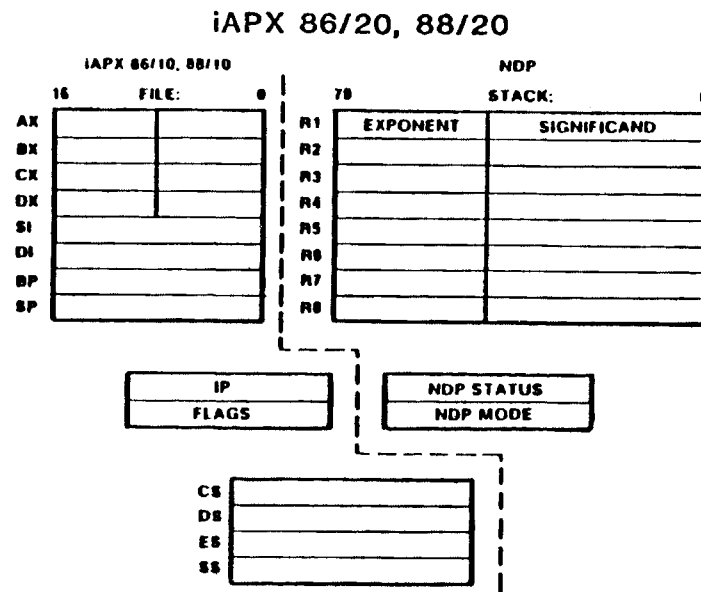 iAPX 86/20, 88/20
iAPX 86/10, 88/10
NDP
16 FILE: 0
79 STACK:
AX
BX
CX
DX
SI
DI
BP
SP
R1 EXPONENT SIGNIFICAND
R2
R3
R4
R5
R6
R7
R8
IP
FLAGS
NDP STATUS
NDP MODE
CS
DS
ES
SS